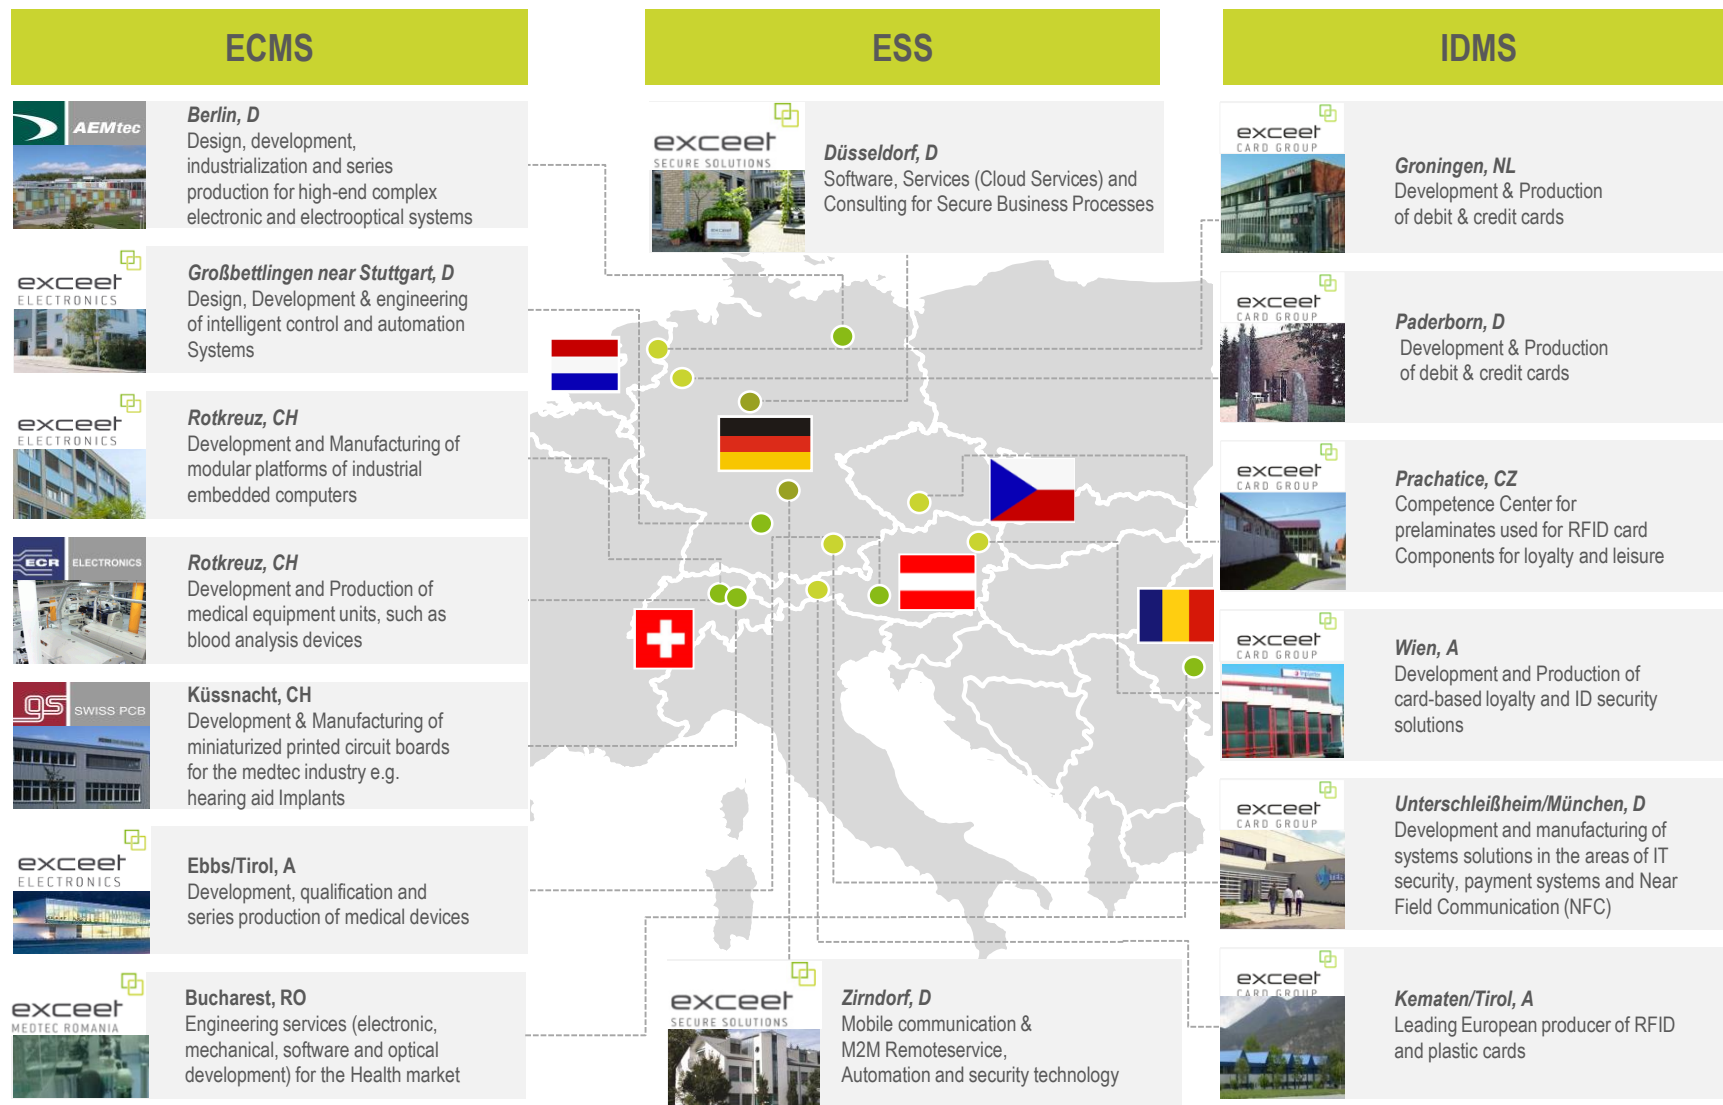 ECMS
AEMtec
Berlin, D
Design, development,
industrialization and series
production for high-end complex
electronic and electrooptical systems
exceet
ELECTRONICS
Großbettlingen near Stuttgart, D
Design, Development & engineering
of intelligent control and automation
Systems
exceet
ELECTRONICS
Rotkreuz, CH
Development and Manufacturing of
modular platforms of industrial
embedded computers
ECR ELECTRONICS
Rotkreuz, CH
Development and Production of
medical equipment units, such as
blood analysis devices
gs SWISS PCB
Küssnacht, CH
Development & Manufacturing of
miniaturized printed circuit boards
for the medtec industry e.g.
hearing aid Implants
exceet
ELECTRONICS
Ebbs/Tirol, A
Development, qualification and
series production of medical devices
exceet
MEDTEC ROMANIA
Bucharest, RO
Engineering services (electronic,
mechanical, software and optical
development) for the Health market
ESS
exceet
SECURE SOLUTIONS
Düsseldorf, D
Software, Services (Cloud Services) and
Consulting for Secure Business Processes
exceet
SECURE SOLUTIONS
Zirndorf, D
Mobile communication &
M2M Remoteservice,
Automation and security technology
IDMS
exceet
CARD GROUP
Groningen, NL
Development & Production
of debit & credit cards
exceet
CARD GROUP
Paderborn, D
Development & Production
of debit & credit cards
exceet
CARD GROUP
Prachatice, CZ
Competence Center for
prelaminates used for RFID card
Components for loyalty and leisure
exceet
CARD GROUP
Wien, A
Development and Production of
card-based loyalty and ID security
solutions
exceet
CARD GROUP
Unterschleißheim/München, D
Development and manufacturing of
systems solutions in the areas of IT
security, payment systems and Near
Field Communication (NFC)
exceet
CARD GROUP
Kematen/Tirol, A
Leading European producer of RFID
and plastic cards